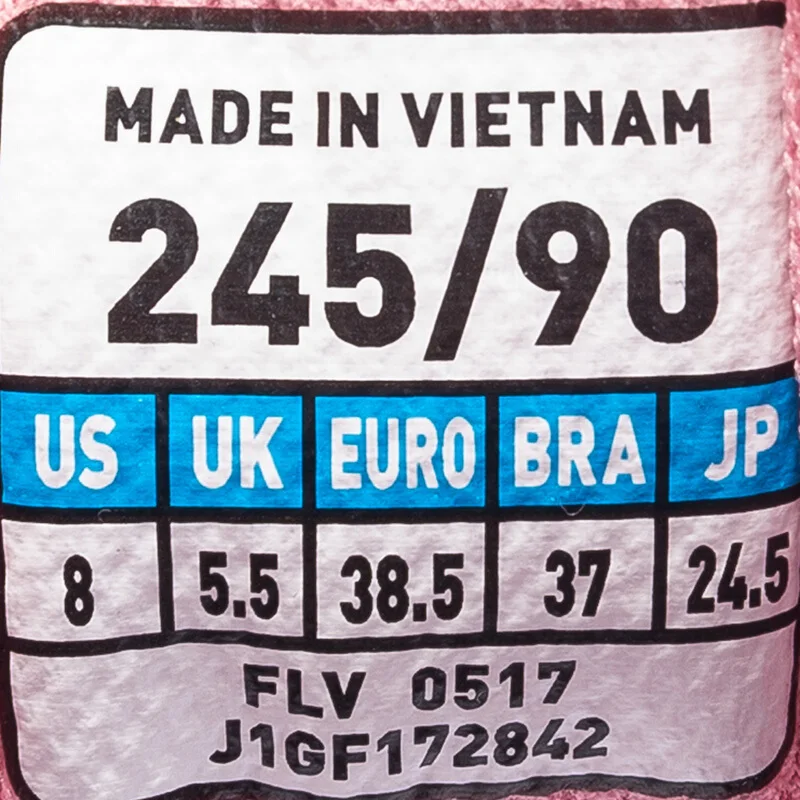 MADE IN VIETNAM
245/90
US UK EURO BRA JP
8 5.5 38.5 37 24.5
FLV 0517
J1GF172842